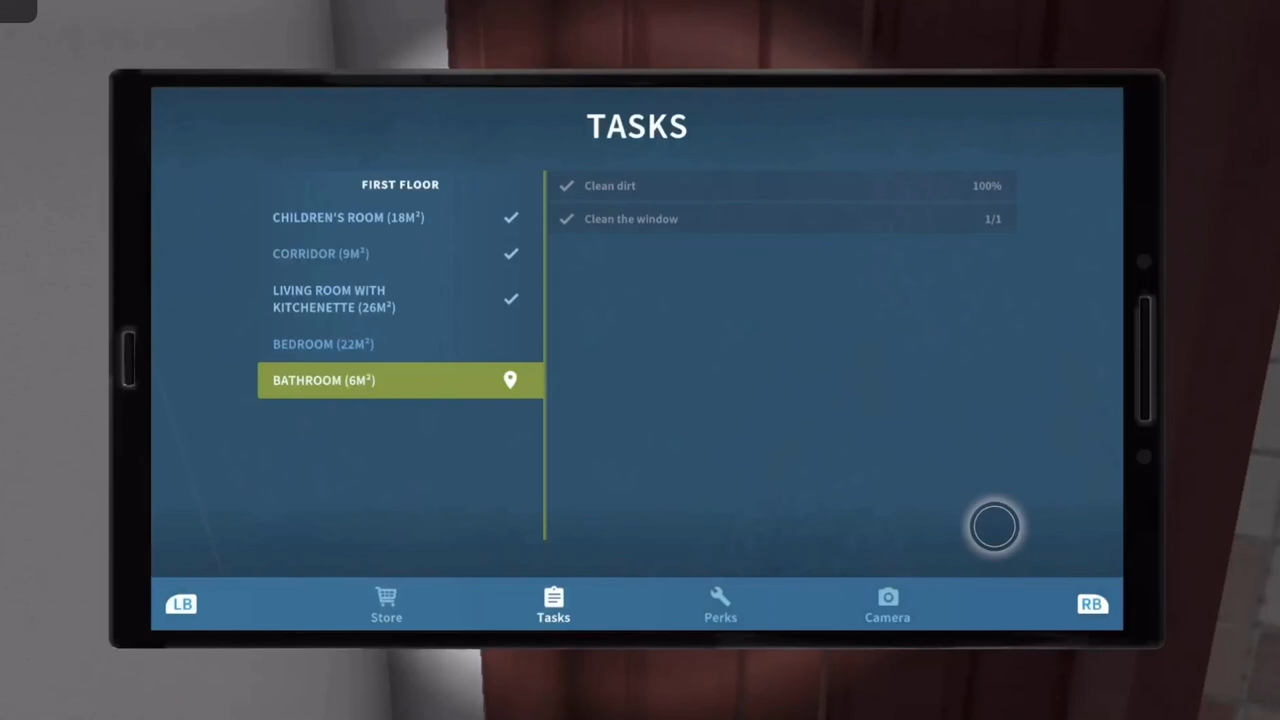 TASKS
FIRST FLOOR
CHILDREN'S ROOM (18M²)
CORRIDOR (9M²)
LIVING ROOM WITH
KITCHENETTE (26M²)
BEDROOM (22M²)
BATHROOM (6M²)
Clean dirt 100%
Clean the window 1/1
LB
Store
Tasks
Perks
Camera
RB